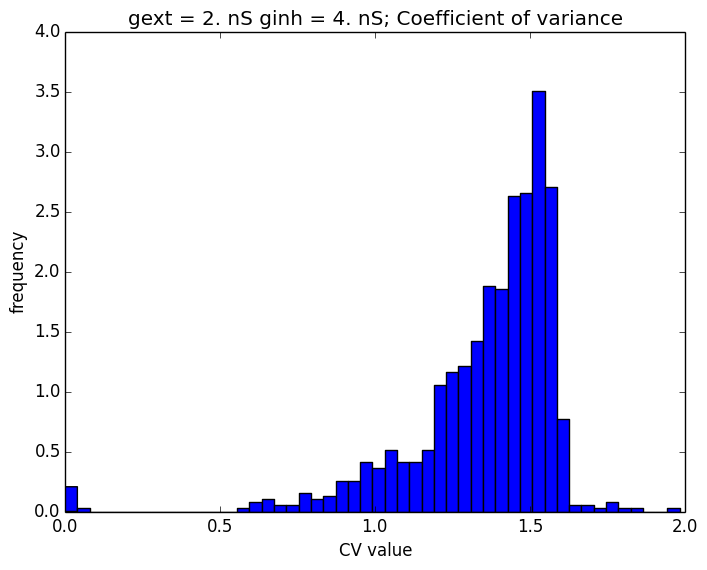 gext = 2. nS ginh = 4. nS; Coefficient of variance
4.0
3.5
3.0
2.5
2.0
1.5
1.0
0.5
0.0
frequency
0.0 0.5 1.0 1.5 2.0
CV value